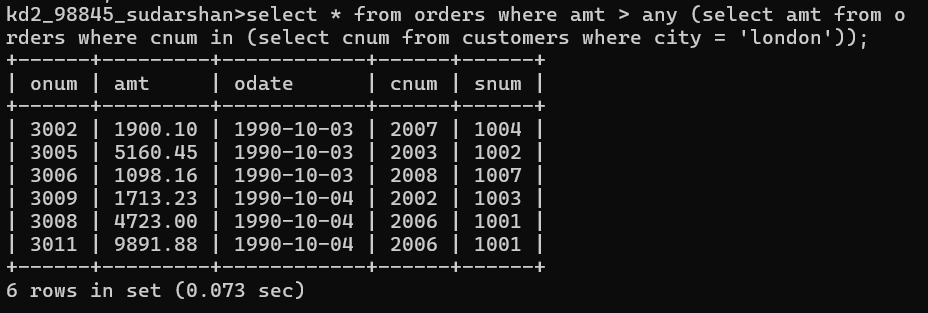 kd2_98845_sudarshan>select * from orders where amt > any (select amt from o
rders where cnum in (select cnum from customers where city = 'london'));
+------+---------+------------+------+------+
| onum | amt     | odate      | cnum | snum |
+------+---------+------------+------+------+
| 3002 | 1900.10 | 1990-10-03 | 2007 | 1004 |
| 3005 | 5160.45 | 1990-10-03 | 2003 | 1002 |
| 3006 | 1098.16 | 1990-10-03 | 2008 | 1007 |
| 3009 | 1713.23 | 1990-10-04 | 2002 | 1003 |
| 3008 | 4723.00 | 1990-10-04 | 2006 | 1001 |
| 3011 | 9891.88 | 1990-10-04 | 2006 | 1001 |
+------+---------+------------+------+------+
6 rows in set (0.073 sec)